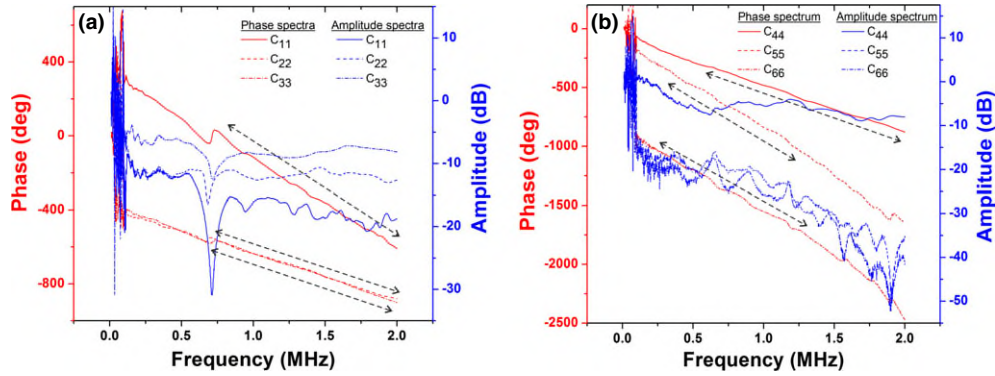 (a)
Phase spectra Amplitude spectra
C11 C11
C22 C22
C33 C33
Phase (deg)
400
0
-400
-800
Amplitude (dB)
10
0
-10
-20
-30
0.0 0.5 1.0 1.5 2.0
Frequency (MHz)
(b)
Phase spectrum Amplitude spectrum
C44 C44
C55 C55
C66 C66
Phase (deg)
0
-500
-1000
-1500
-2000
-2500
Amplitude (dB)
10
0
-10
-20
-30
-40
-50
0.0 0.5 1.0 1.5 2.0
Frequency (MHz)